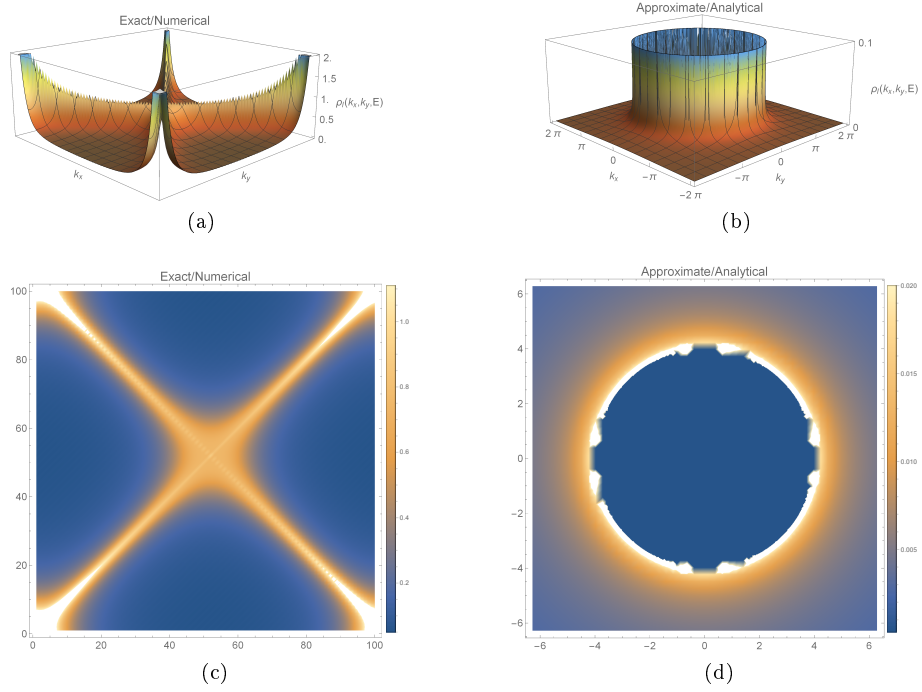 Exact/Numerical
2.
1.5
1.0
0.5
0.
ρl(kx,ky,E)
kx
ky
(a)
Approximate/Analytical
0.1
0
ρl(kx,ky,E)
2 π
π
0
−π
−2 π
kx
−π
0
π
2 π
ky
(b)
Exact/Numerical
100
80
60
40
20
0
0
20
40
60
80
100
1.0
0.8
0.6
0.4
0.2
(c)
Approximate/Analytical
6
4
2
0
−2
−4
−6
−6
−4
−2
0
2
4
6
0.020
0.015
0.010
0.005
(d)